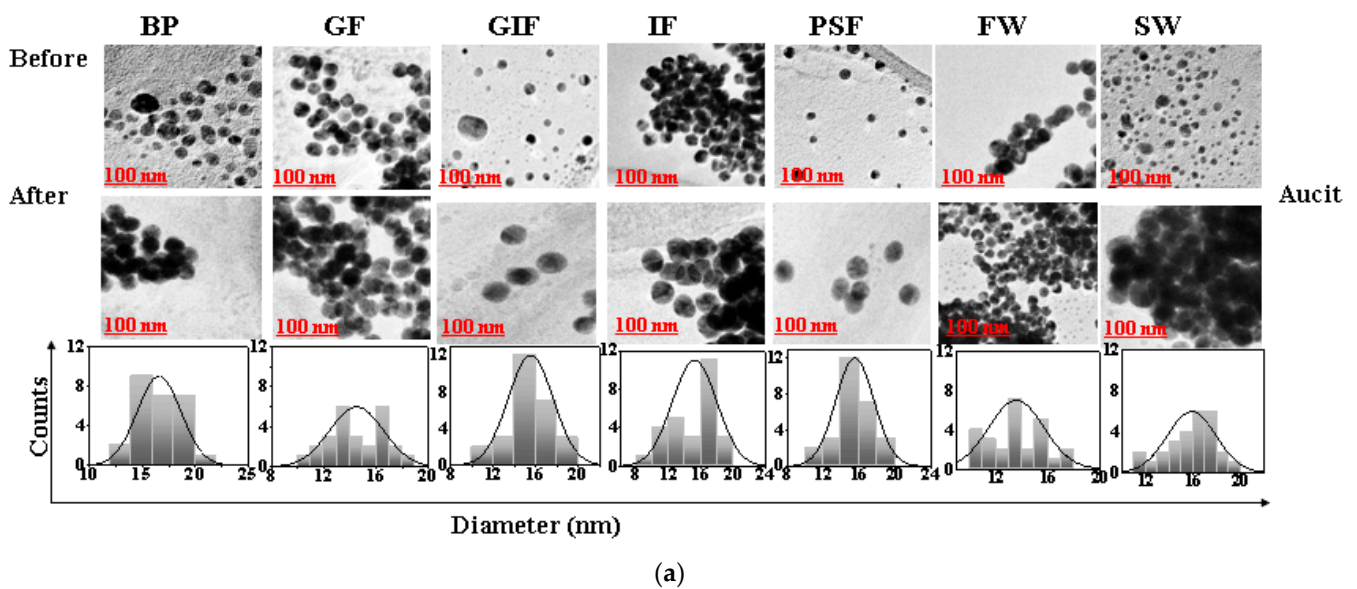 BP GF GIF IF PSF FW SW
Before
100 nm 100 nm 100 nm 100 nm 100 nm 100 nm 100 nm
After Aucit
100 nm 100 nm 100 nm 100 nm 100 nm 100 nm 100 nm
Counts
12 8 4 0 10 15 20 25
12 8 4 0 8 12 16 20
12 8 4 0 8 12 16 20
12 8 4 0 8 12 16 20 24
12 8 4 0 8 12 16 20 24
12 8 4 0 12 16 20
12 8 4 0 12 16 20
Diameter (nm)
(a)